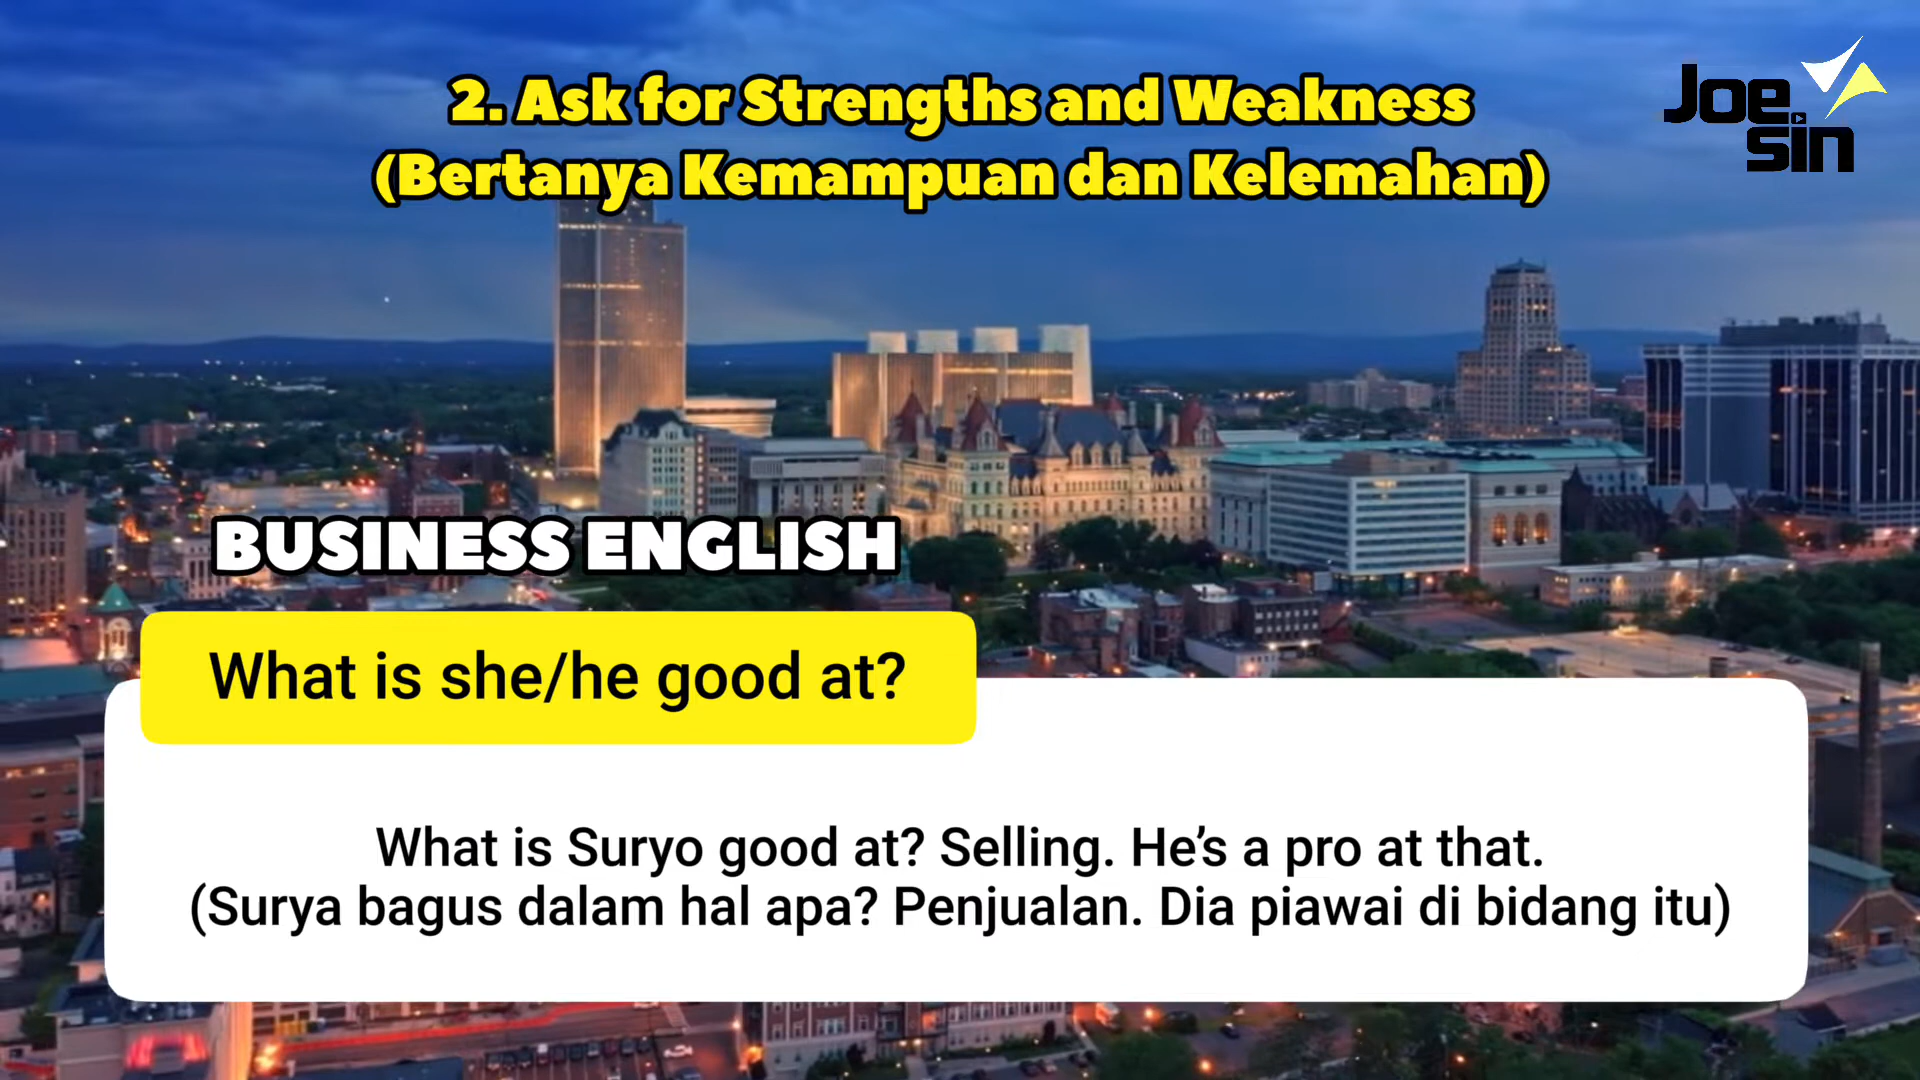 2. Ask for Strengths and Weakness
(Bertanya Kemampuan dan Kelemahan)
Joe
sin
BUSINESS ENGLISH
What is she/he good at?
What is Suryo good at? Selling. He’s a pro at that.
(Surya bagus dalam hal apa? Penjualan. Dia piawai di bidang itu)